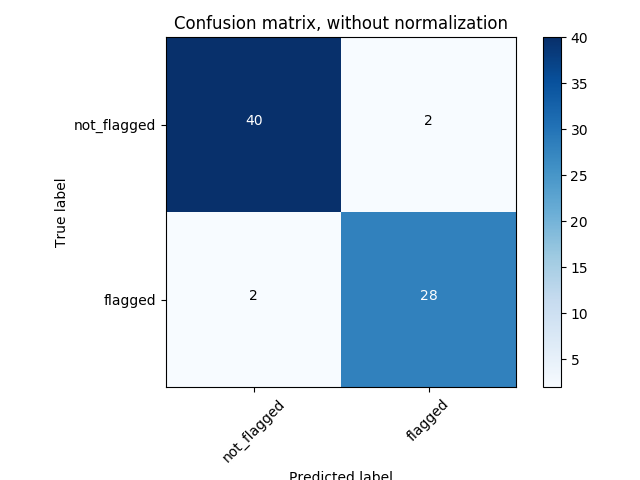 Confusion matrix, without normalization
True label
not_flagged
40
2
flagged
2
28
not_flagged
flagged
Predicted label
40
35
30
25
20
15
10
5